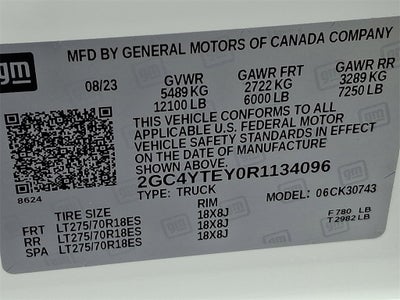 gm
MFD BY GENERAL MOTORS OF CANADA COMPANY
08/23 GVWR GAWR FRT GAWR RR
5489 KG 2722 KG 3289 KG
12100 LB 6000 LB 7250 LB
THIS VEHICLE CONFORMS TO ALL
APPLICABLE U.S. FEDERAL MOTOR
VEHICLE SAFETY STANDARDS IN EFFECT
ON THE DATE OF MANUFACTURE
SHOWN ABOVE.
2GC4YTEY0R1134096
8624 TYPE: TRUCK MODEL: 06CK30743
TIRE SIZE RIM
FRT LT275/70R18ES 18X8J F 780 LB
RR LT275/70R18ES 18X8J T 2982 LB
SPA LT275/70R18ES 18X8J
gm